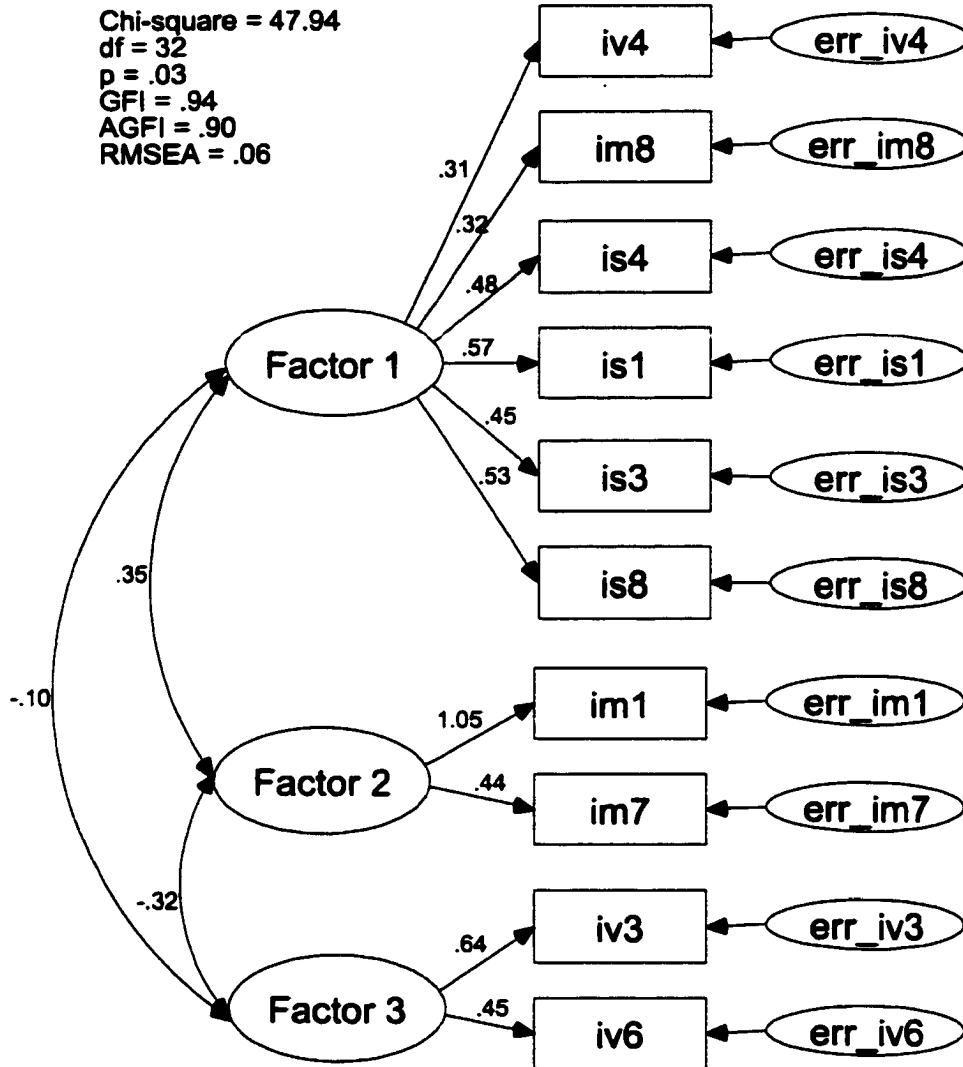 Chi-square = 47.94
df = 32
p = .03
GFI = .94
AGFI = .90
RMSEA = .06
iv4
err_iv4
.31
im8
err_im8
.32
is4
err_is4
.48
Factor 1
.57
is1
err_is1
.45
is3
err_is3
.53
is8
err_is8
.35
-.10
im1
err_im1
1.05
Factor 2
.44
im7
err_im7
-.32
iv3
err_iv3
.64
Factor 3
.45
iv6
err_iv6